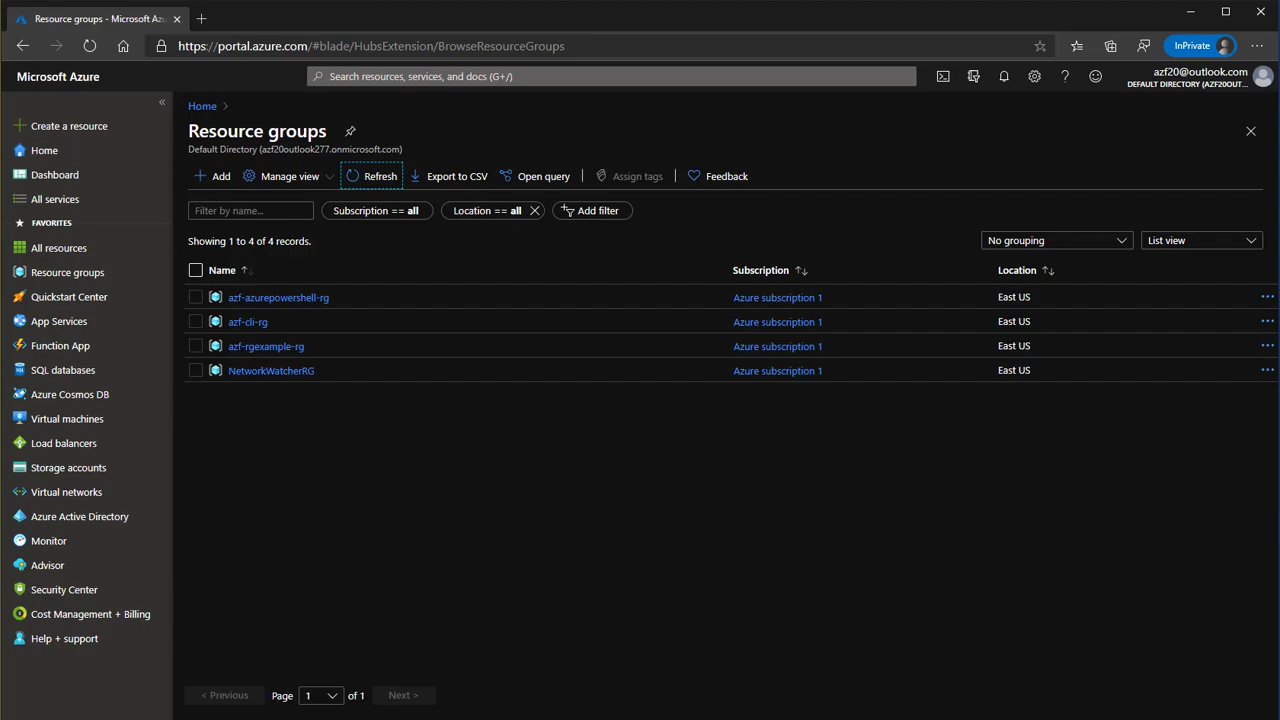 Resource groups - Microsoft Azu
https://portal.azure.com/#blade/HubsExtension/BrowseResourceGroups
InPrivate
Microsoft Azure
Search resources, services, and docs (G+/)
azf20@outlook.com
DEFAULT DIRECTORY (AZF20OUT...
Create a resource
Home
Dashboard
All services
FAVORITES
All resources
Resource groups
Quickstart Center
App Services
Function App
SQL databases
Azure Cosmos DB
Virtual machines
Load balancers
Storage accounts
Virtual networks
Azure Active Directory
Monitor
Advisor
Security Center
Cost Management + Billing
Help + support
Home
Resource groups
Default Directory (azf20outlook277.onmicrosoft.com)
Add Manage view Refresh Export to CSV Open query Assign tags Feedback
Filter by name... Subscription == all Location == all Add filter
Showing 1 to 4 of 4 records. No grouping List view
Name Subscription Location
azf-azurepowershell-rg Azure subscription 1 East US
azf-cli-rg Azure subscription 1 East US
azf-rgexample-rg Azure subscription 1 East US
NetworkWatcherRG Azure subscription 1 East US
< Previous Page 1 of 1 Next >